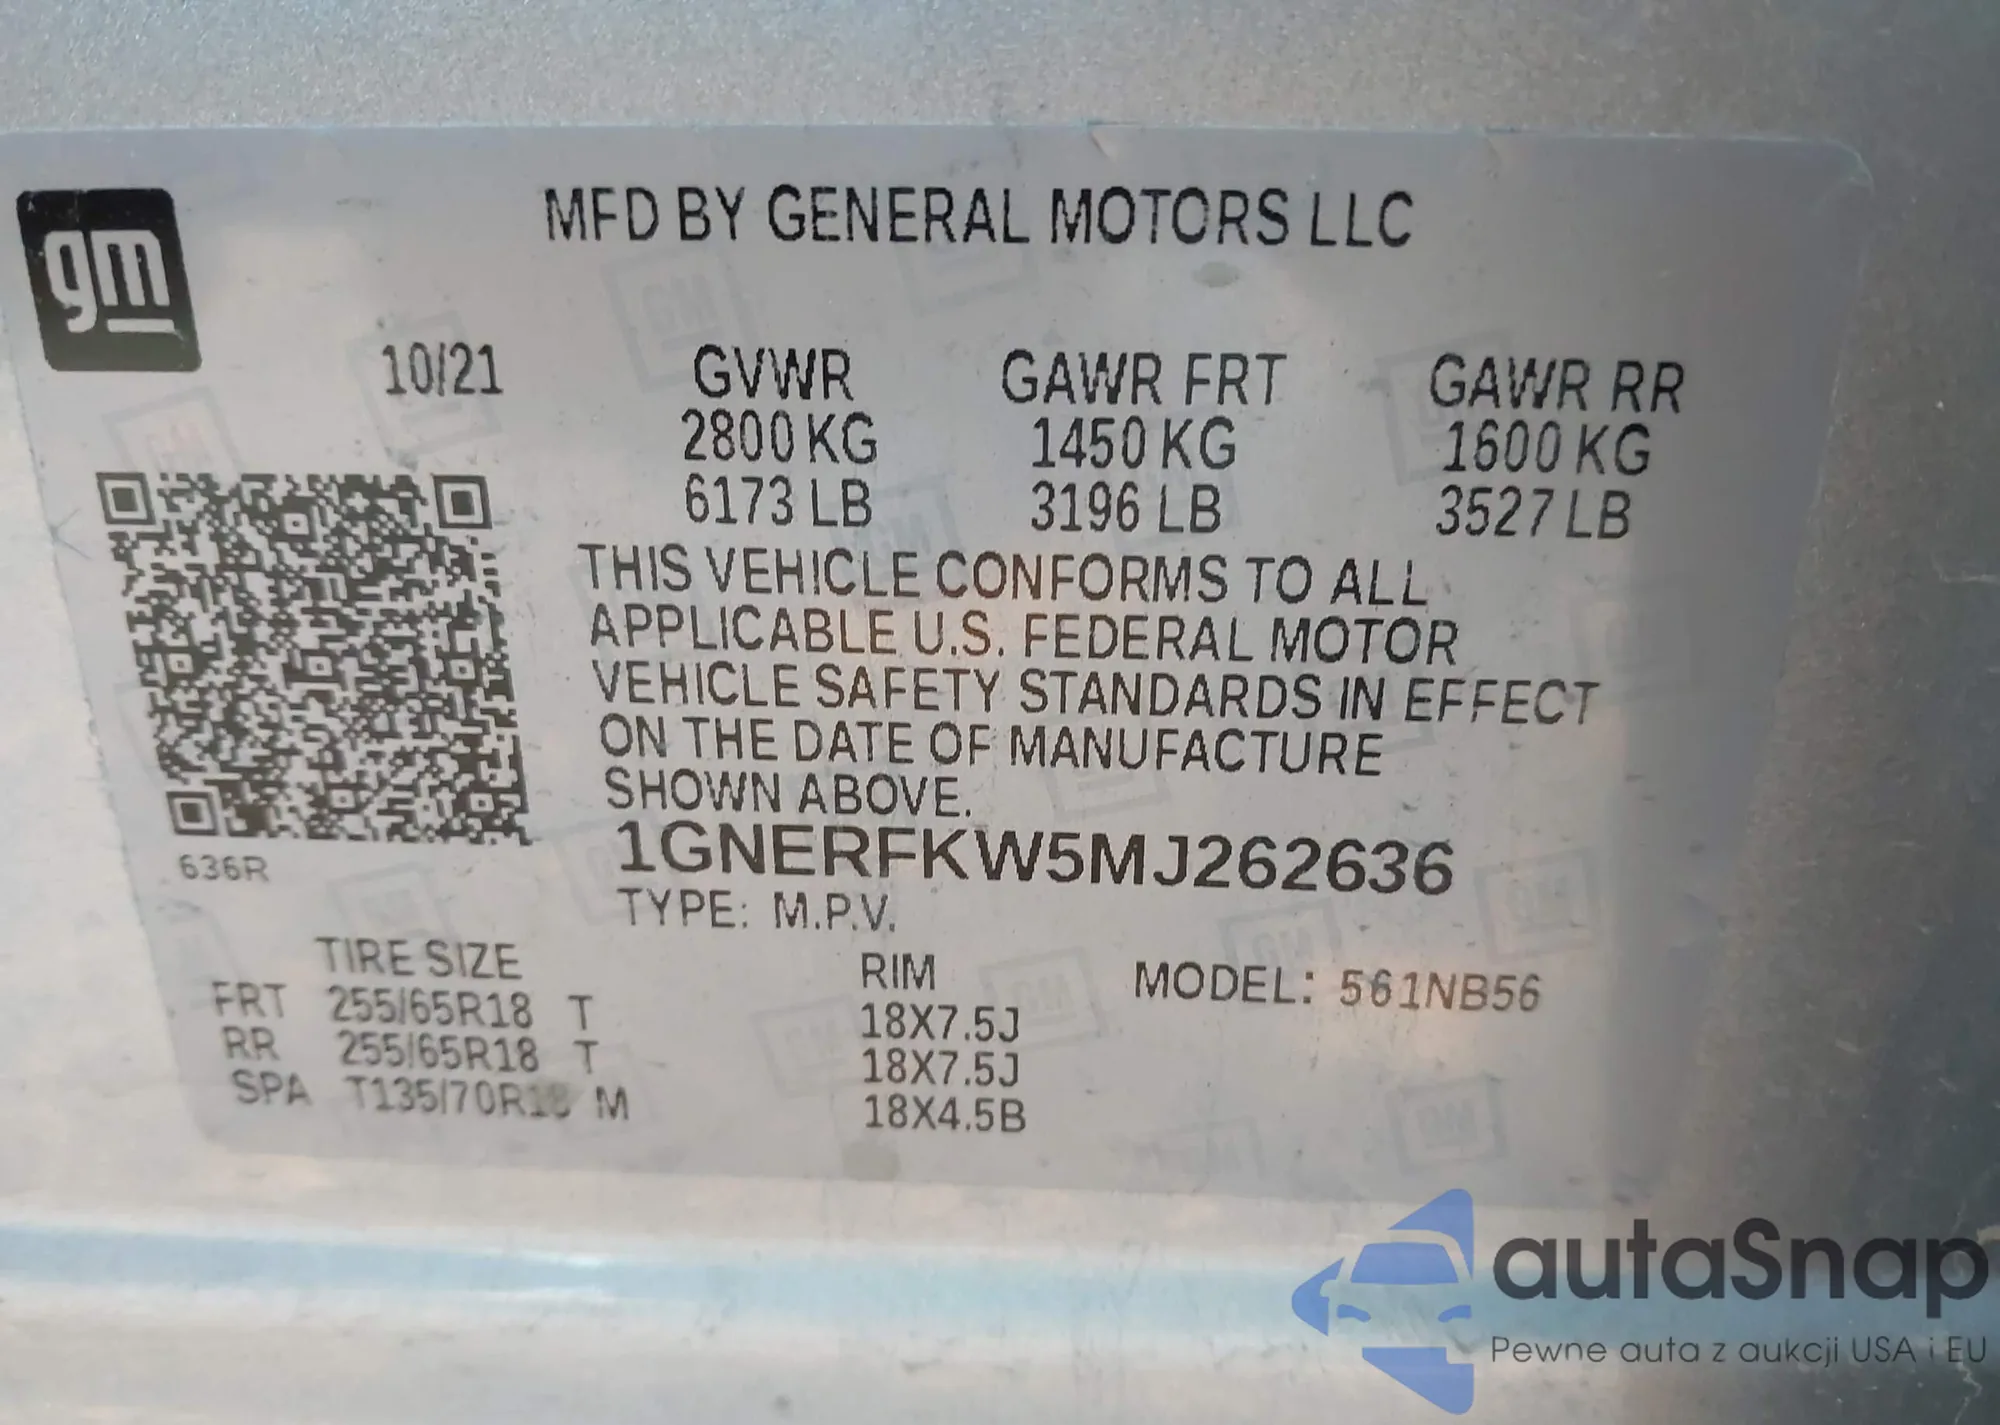 gm
MFD BY GENERAL MOTORS LLC
10/21 GVWR GAWR FRT GAWR RR
2800 KG 1450 KG 1600 KG
6173 LB 3196 LB 3527 LB
THIS VEHICLE CONFORMS TO ALL
APPLICABLE U.S. FEDERAL MOTOR
VEHICLE SAFETY STANDARDS IN EFFECT
ON THE DATE OF MANUFACTURE
SHOWN ABOVE.
1GNERFKW5MJ262636
636R
TYPE: M.P.V.
TIRE SIZE RIM MODEL: 561NB56
FRT 255/65R18 T 18X7.5J
RR 255/65R18 T 18X7.5J
SPA T135/70R18 M 18X4.5B
autaSnap
Pewne auta z aukcji USA i EU